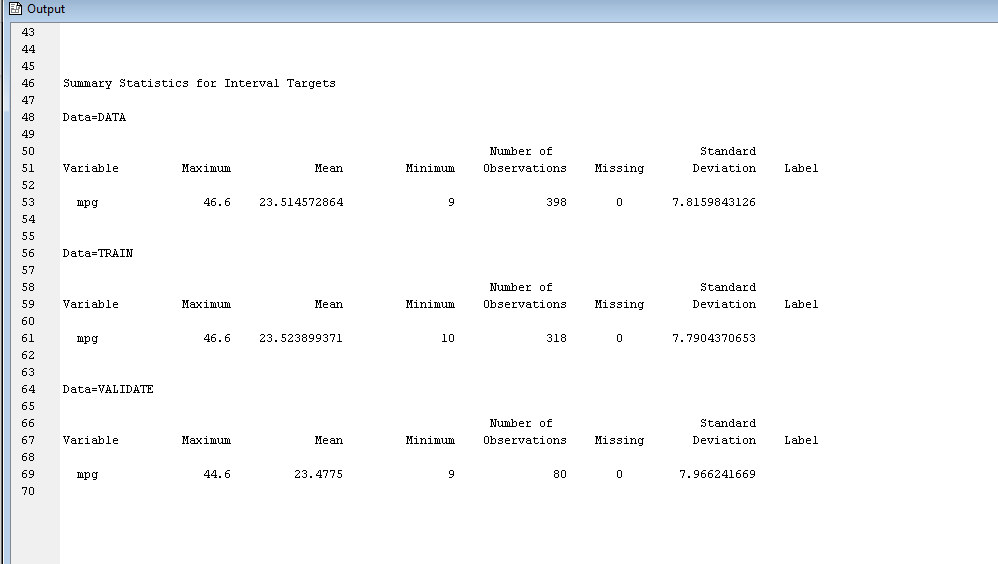 Output
43
44
45
46 Summary Statistics for Interval Targets
47
48 Data=DATA
49
50 Number of Standard
51 Variable Maximum Mean Minimum Observations Missing Deviation Label
52
53 mpg 46.6 23.514572864 9 398 0 7.8159843126
54
55
56 Data=TRAIN
57
58 Number of Standard
59 Variable Maximum Mean Minimum Observations Missing Deviation Label
60
61 mpg 46.6 23.523899371 10 318 0 7.7904370653
62
63
64 Data=VALIDATE
65
66 Number of Standard
67 Variable Maximum Mean Minimum Observations Missing Deviation Label
68
69 mpg 44.6 23.4775 9 80 0 7.966241669
70